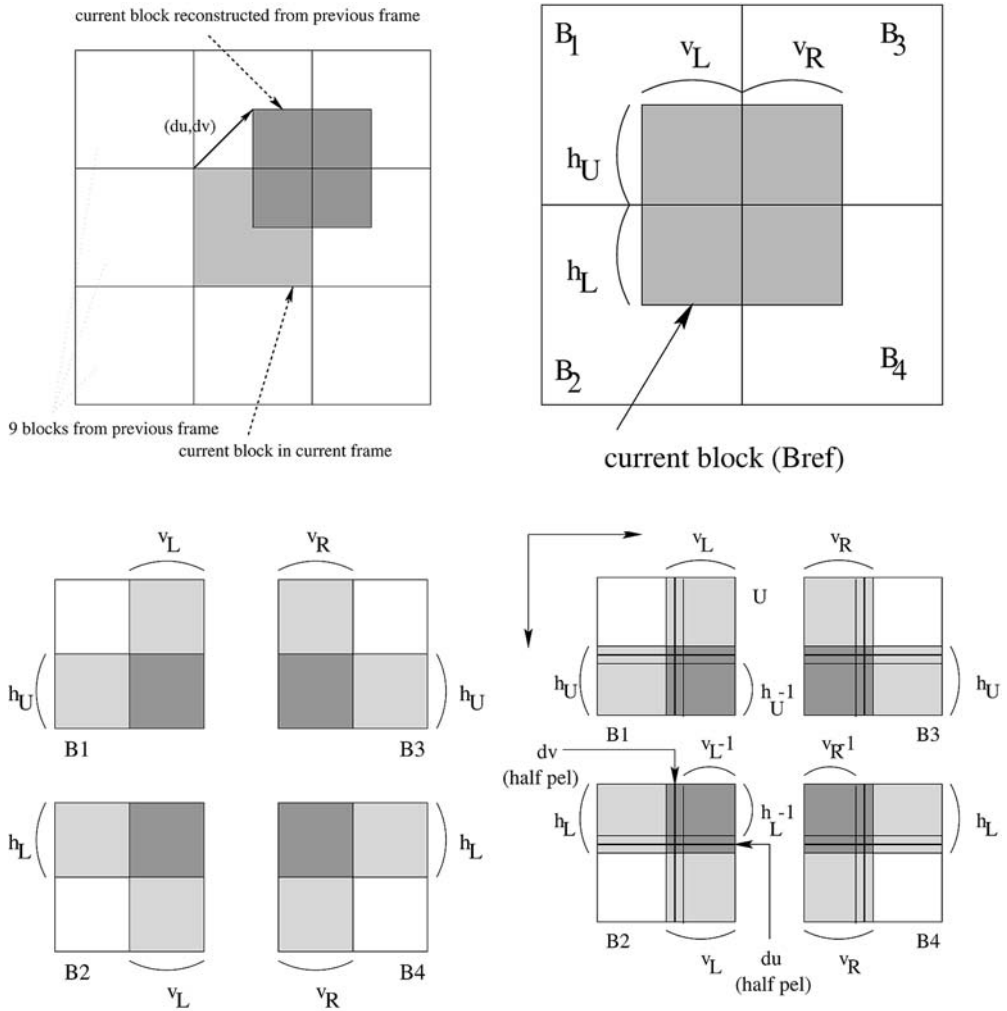 current block reconstructed from previous frame
(du,dv)
9 blocks from previous frame
current block in current frame
B1
B3
vL
vR
hU
hL
B2
B4
current block (Bref)
vL
vR
hU
hU
B1
B3
hL
hL
B2
B4
vL
vR
vL
vR
U
hU
hU-1
hU
B1
B3
dv
(half pel)
vL-1
vR-1
hL
hL-1
hL
B2
B4
vL
du
(half pel)
vR